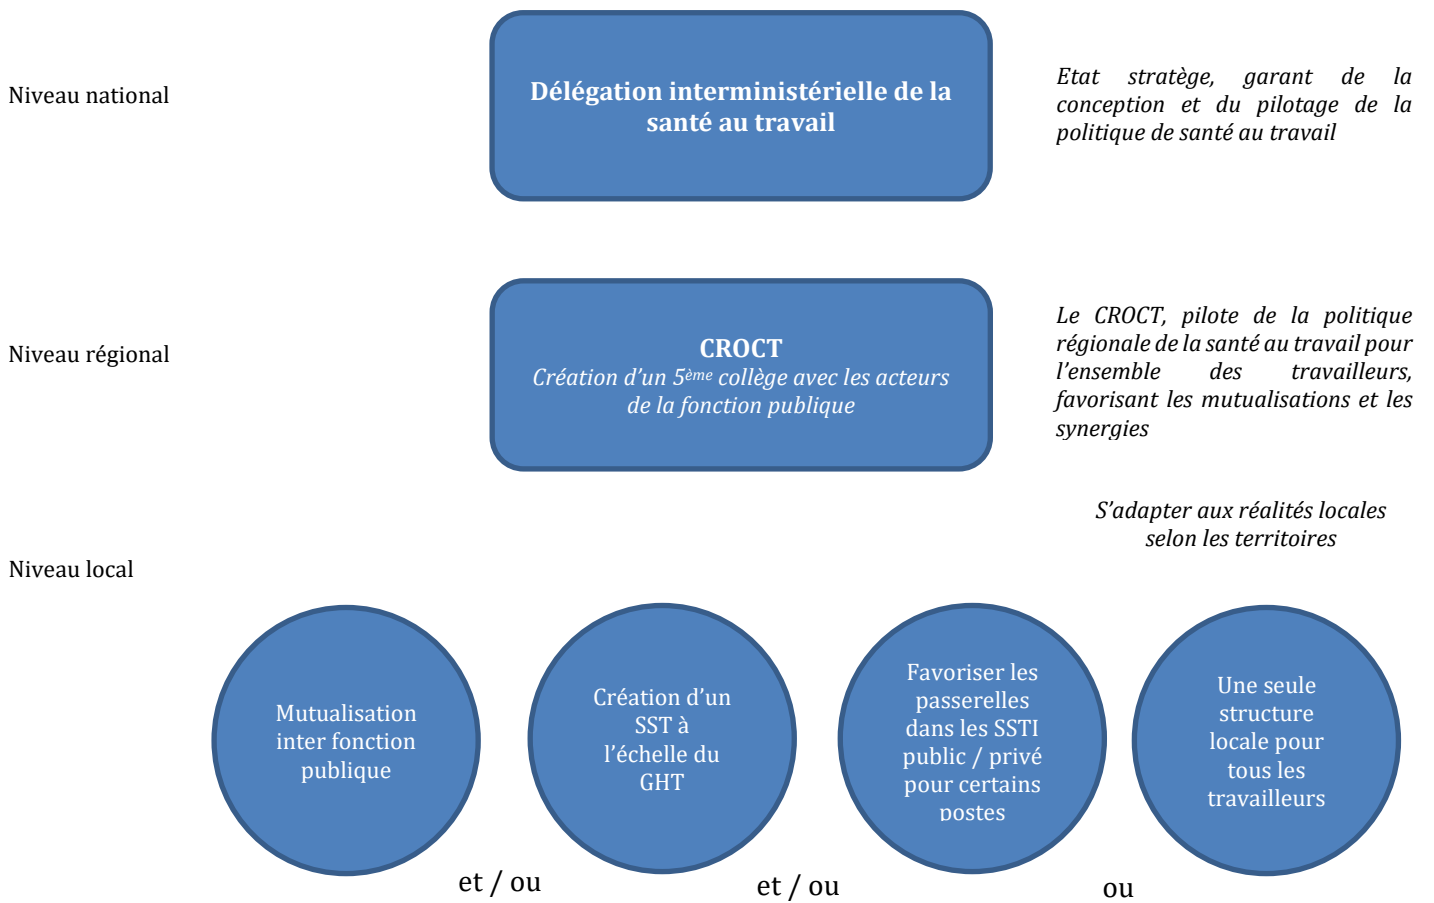 Niveau national
Délégation interministérielle de la
santé au travail
Etat stratège, garant de la
conception et du pilotage de la
politique de santé au travail
Niveau régional
CROCT
Création d’un 5ème collège avec les acteurs
de la fonction publique
Le CROCT, pilote de la politique
régionale de la santé au travail pour
l’ensemble des travailleurs,
favorisant les mutualisations et les
synergies
S’adapter aux réalités locales
selon les territoires
Niveau local
Mutualisation
inter fonction
publique
Création d’un
SST à
l’échelle du
GHT
Favoriser les
passerelles
dans les SSTI
public / privé
pour certains
postes
Une seule
structure
locale pour
tous les
travailleurs
et / ou
et / ou
ou